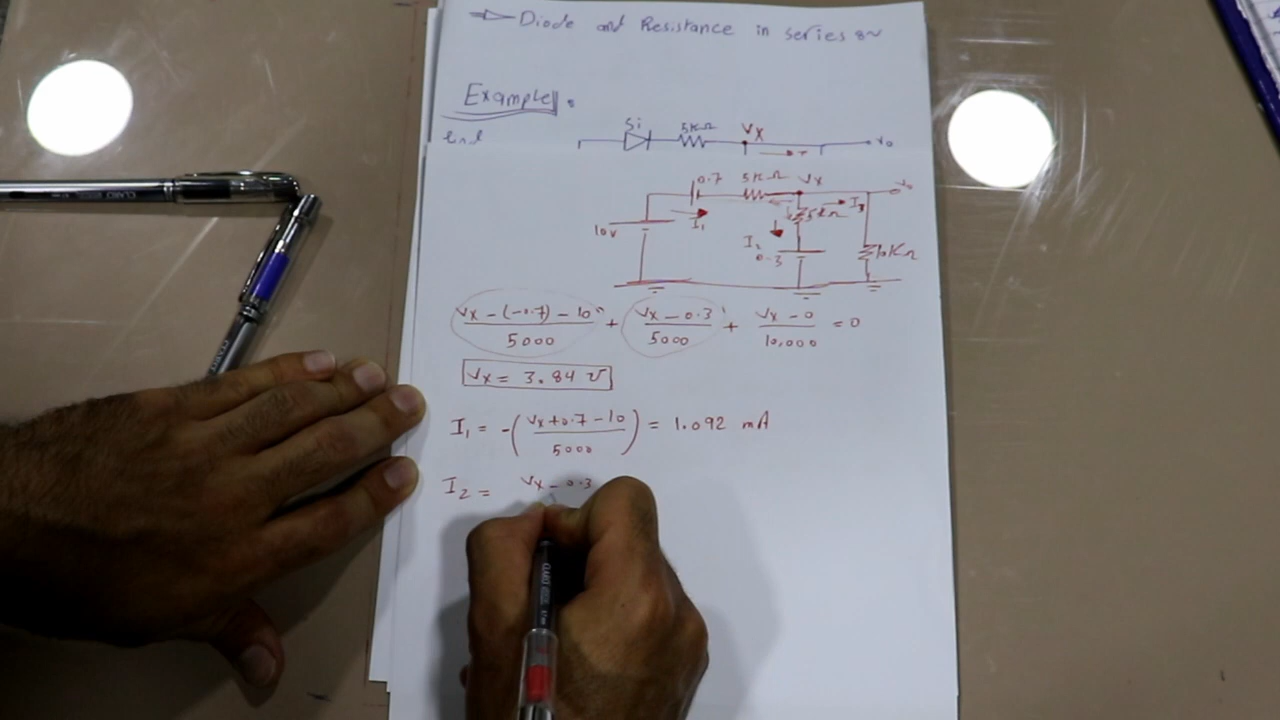 Diode and Resistance in series
Example
Si 5KΩ Vx Vo
0.7 5KΩ Vx Vo
I1 5KΩ I3
10V I2 0.3 10KΩ
Vx - (-0.7) - 10 / 5000 + Vx - 0.3 / 5000 + Vx - 0 / 10,000 = 0
Vx = 3.84 V
I1 = -(Vx + 0.7 - 10 / 5000) = 1.092 mA
I2 = Vx - 0.3